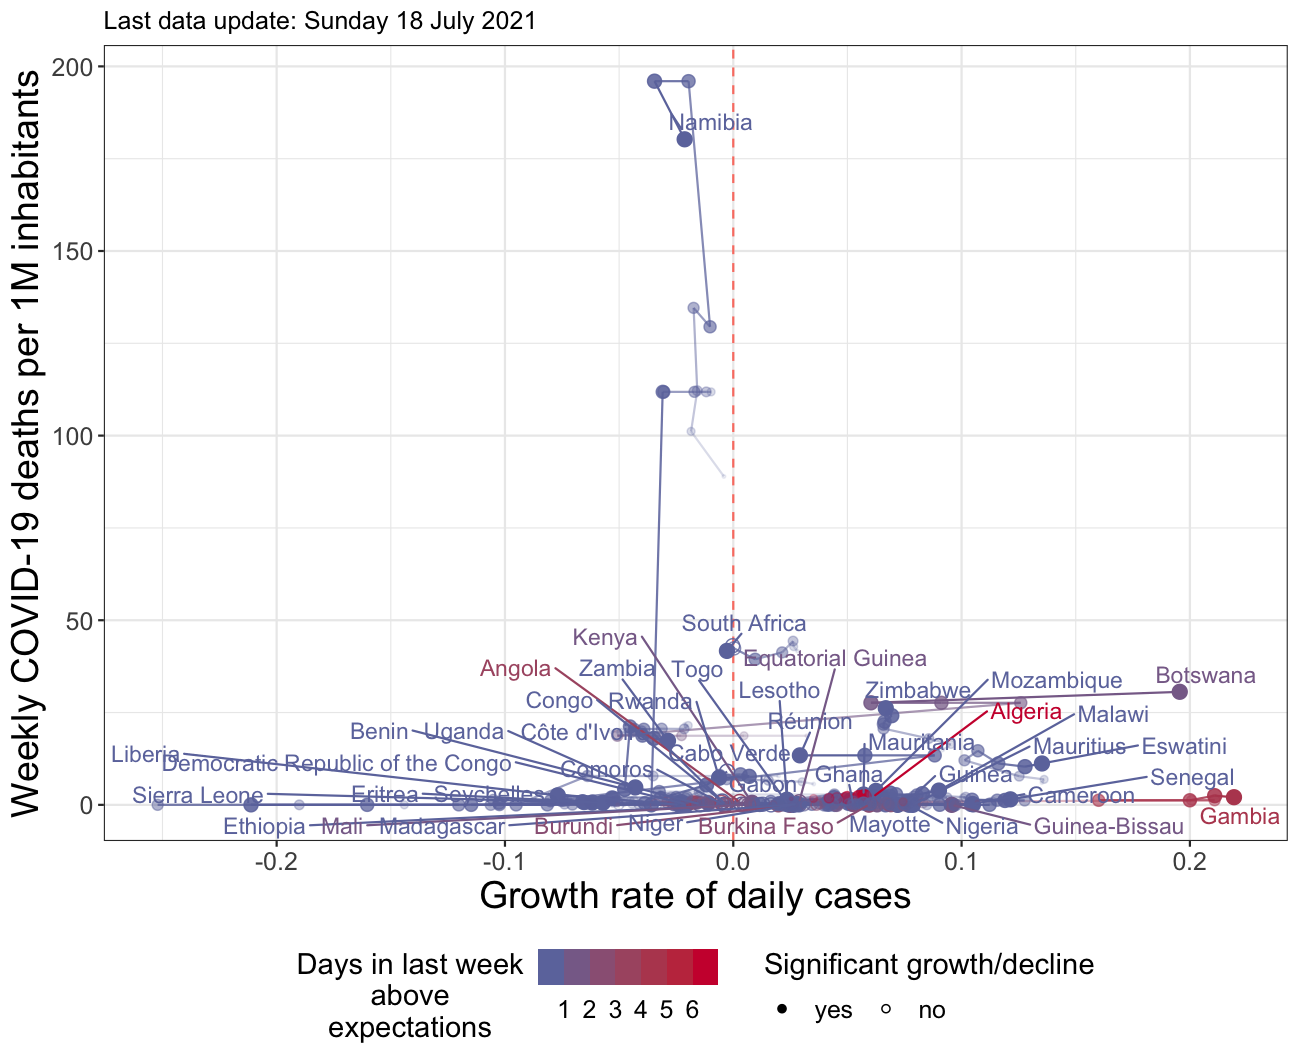 Last data update: Sunday 18 July 2021
Weekly COVID-19 deaths per 1M inhabitants
200
150
100
50
0
Namibia
South Africa
Kenya
Equatorial Guinea
Angola
Zambia
Togo
Mozambique
Botswana
Lesotho
Zimbabwe
Congo
Rwanda
Algeria
Malawi
Réunion
Benin
Uganda
Côte d'Ivoire
Mauritania
Mauritius
Eswatini
Liberia
Cabo Verde
Democratic Republic of the Congo
Comoros
Ghana
Guinea
Senegal
Gabon
Sierra Leone
Eritrea
Seychelles
Cameroon
Gambia
Ethiopia
Mali
Madagascar
Burundi
Niger
Burkina Faso
Mayotte
Nigeria
Guinea-Bissau
-0.2
-0.1
0.0
0.1
0.2
Growth rate of daily cases
Days in last week
above
expectations
1 2 3 4 5 6
Significant growth/decline
yes
no